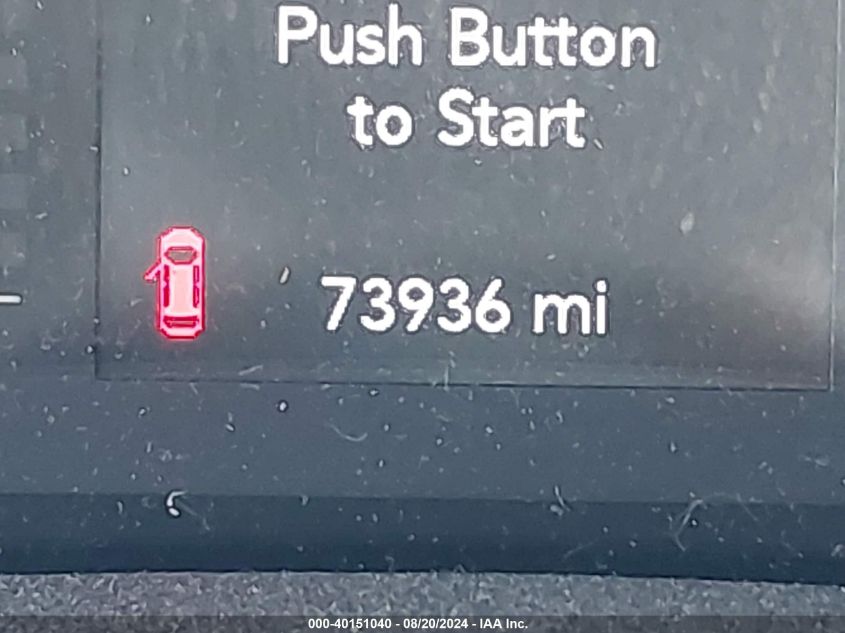 Push Button
to Start
73936 mi
000-40151040 - 08/20/2024 - IAA Inc.